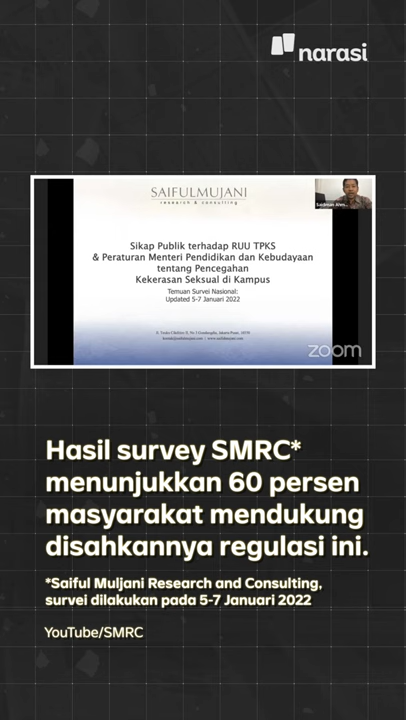 narasi
SAIFULMUJANI
research & consulting
Saidiman Ahm...
Sikap Publik terhadap RUU TPKS
& Peraturan Menteri Pendidikan dan Kebudayaan
tentang Pencegahan
Kekerasan Seksual di Kampus
Temuan Survei Nasional:
Updated 5-7 Januari 2022
zoom
Hasil survey SMRC*
menunjukkan 60 persen
masyarakat mendukung
disahkannya regulasi ini.
*Saiful Muljani Research and Consulting,
survei dilakukan pada 5-7 Januari 2022
YouTube/SMRC